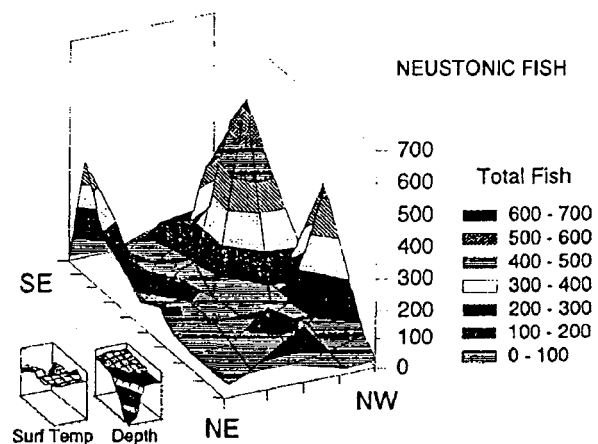 NEUSTONIC FISH
700
600
500
400
300
200
100
0
Total Fish
600 - 700
500 - 600
400 - 500
300 - 400
200 - 300
100 - 200
0 - 100
SE
NE
NW
Surf Temp
Depth